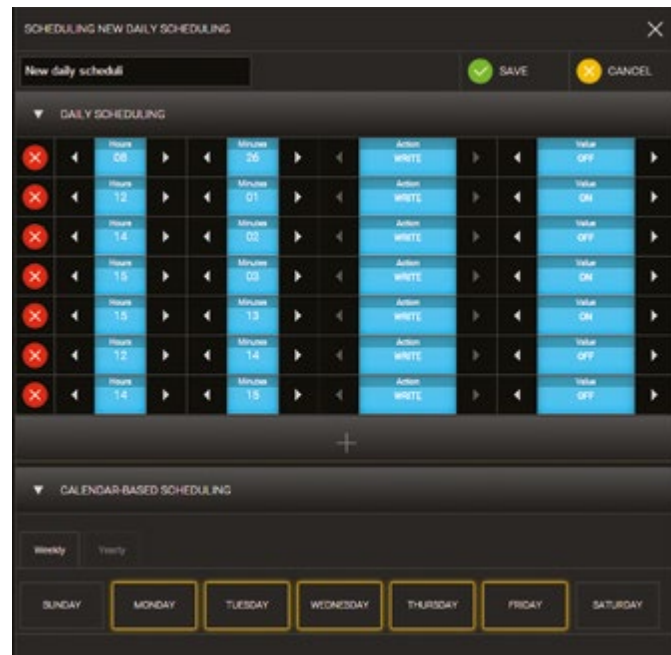 SCHEDULING NEW DAILY SCHEDULING
New daily scheduli SAVE CANCEL
DAILY SCHEDULING
Hours Minutes Action Value
08 26 WRITE OFF
Hours Minutes Action Value
12 01 WRITE ON
Hours Minutes Action Value
14 02 WRITE OFF
Hours Minutes Action Value
15 03 WRITE ON
Hours Minutes Action Value
15 13 WRITE ON
Hours Minutes Action Value
12 14 WRITE OFF
Hours Minutes Action Value
14 15 WRITE OFF
CALENDAR-BASED SCHEDULING
Weekly Yearly
SUNDAY MONDAY TUESDAY WEDNESDAY THURSDAY FRIDAY SATURDAY